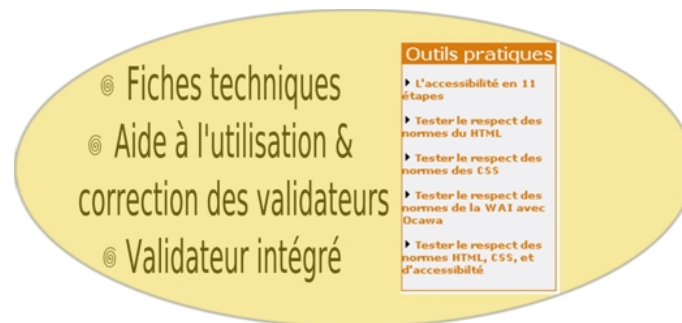 Fiches techniques
Aide à l'utilisation &
correction des validateurs
Validateur intégré
Outils pratiques
L'accessibilité en 11
étapes
Tester le respect des
normes du HTML
Tester le respect des
normes des CSS
Tester le respect des
normes de la WAI avec
Ocawa
Tester le respect des
normes HTML, CSS, et
d'accessibilté